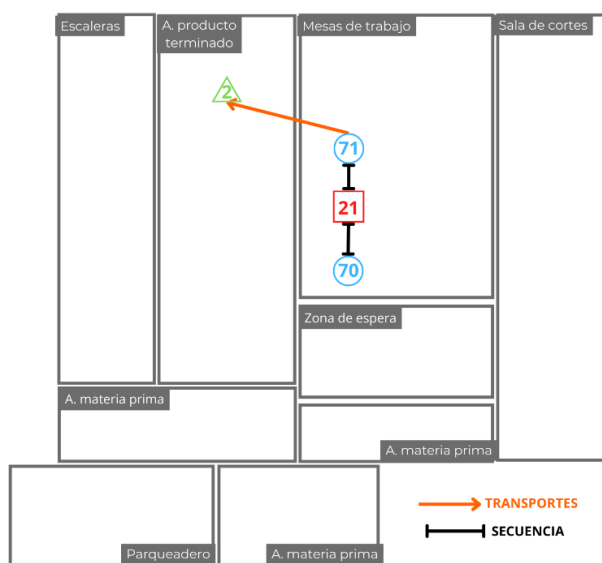 Escaleras
A. producto
terminado
Mesas de trabajo
Sala de cortes
2
71
21
70
Zona de espera
A. materia prima
A. materia prima
Parqueadero
A. materia prima
TRANSPORTES
SECUENCIA